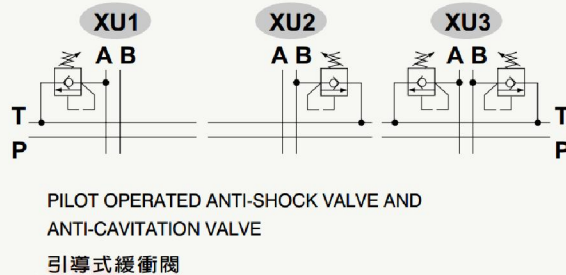 XU1 XU2 XU3
A B A B A B
T T
P P
PILOT OPERATED ANTI-SHOCK VALVE AND
ANTI-CAVITATION VALVE
引導式緩衝閥